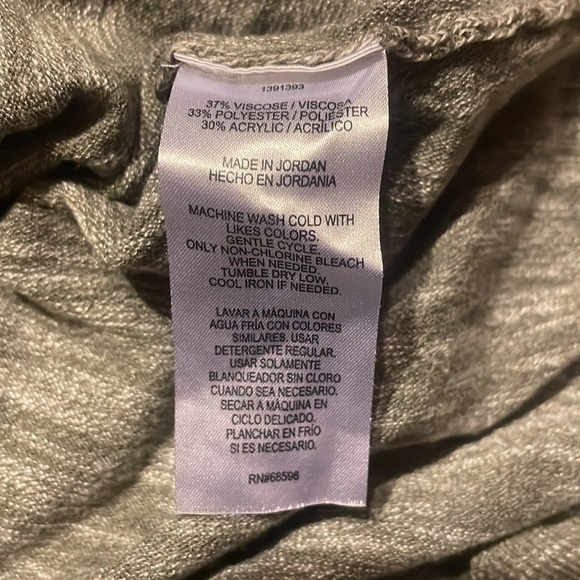 1391393
37% VISCOSE / VISCOSA
33% POLYESTER / POLIÉSTER
30% ACRYLIC / ACRÍLICO
MADE IN JORDAN
HECHO EN JORDANIA
MACHINE WASH COLD WITH
LIKES COLORS.
GENTLE CYCLE.
ONLY NON-CHLORINE BLEACH
WHEN NEEDED.
TUMBLE DRY LOW.
COOL IRON IF NEEDED.
LAVAR A MÁQUINA CON
AGUA FRÍA CON COLORES
SIMILARES. USAR
DETERGENTE REGULAR.
USAR SOLAMENTE
BLANQUEADOR SIN CLORO
CUANDO SEA NECESARIO.
SECAR A MÁQUINA EN
CICLO DELICADO.
PLANCHAR EN FRÍO
SI ES NECESARIO.
RN#68596